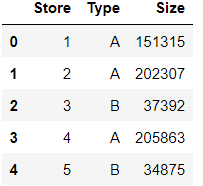 Store Type Size
0 1 A 151315
1 2 A 202307
2 3 B 37392
3 4 A 205863
4 5 B 34875